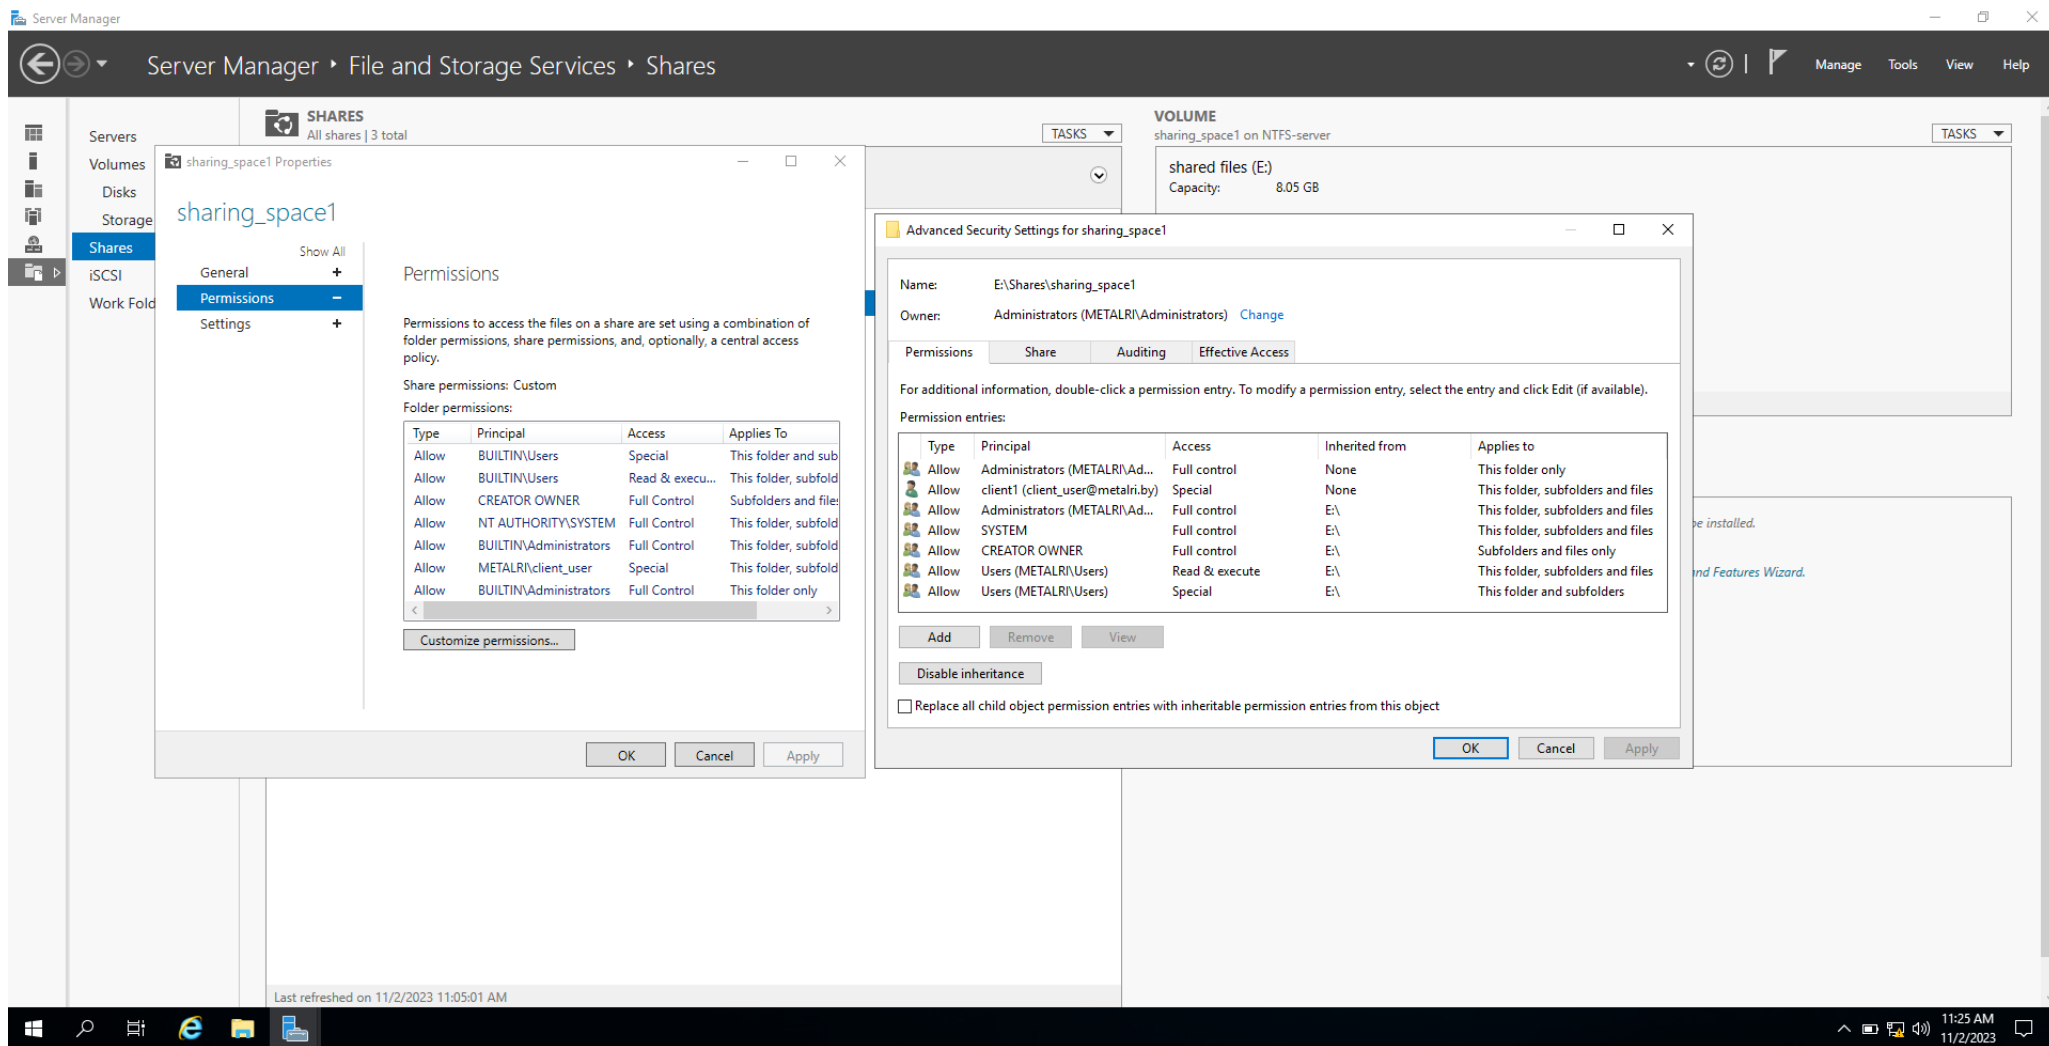 Server Manager
Server Manager ‣ File and Storage Services ‣ Shares
Manage Tools View Help
Servers
Volumes
Disks
Storage
Shares
iSCSI
Work Fold
SHARES
All shares | 3 total
TASKS
VOLUME
sharing_space1 on NTFS-server
TASKS
shared files (E:)
Capacity: 8.05 GB
sharing_space1 Properties
sharing_space1
Show All
General +
Permissions −
Settings +
Permissions
Permissions to access the files on a share are set using a combination of
folder permissions, share permissions, and, optionally, a central access
policy.
Share permissions: Custom
Folder permissions:
Type Principal Access Applies To
Allow BUILTIN\Users Special This folder and sub
Allow BUILTIN\Users Read & execu... This folder, subfold
Allow CREATOR OWNER Full Control Subfolders and files
Allow NT AUTHORITY\SYSTEM Full Control This folder, subfold
Allow BUILTIN\Administrators Full Control This folder, subfold
Allow METALRI\client_user Special This folder, subfold
Allow BUILTIN\Administrators Full Control This folder only
Customize permissions...
OK Cancel Apply
Advanced Security Settings for sharing_space1
Name: E:\Shares\sharing_space1
Owner: Administrators (METALRI\Administrators) Change
Permissions Share Auditing Effective Access
For additional information, double-click a permission entry. To modify a permission entry, select the entry and click Edit (if available).
Permission entries:
Type Principal Access Inherited from Applies to
Allow Administrators (METALRI\Ad... Full control None This folder only
Allow client1 (client_user@metalri.by) Special None This folder, subfolders and files
Allow Administrators (METALRI\Ad... Full control E:\ This folder, subfolders and files
Allow SYSTEM Full control E:\ This folder, subfolders and files
Allow CREATOR OWNER Full control E:\ Subfolders and files only
Allow Users (METALRI\Users) Read & execute E:\ This folder, subfolders and files
Allow Users (METALRI\Users) Special E:\ This folder and subfolders
Add Remove View
Disable inheritance
Replace all child object permission entries with inheritable permission entries from this object
OK Cancel Apply
be installed.
and Features Wizard.
Last refreshed on 11/2/2023 11:05:01 AM
11:25 AM
11/2/2023